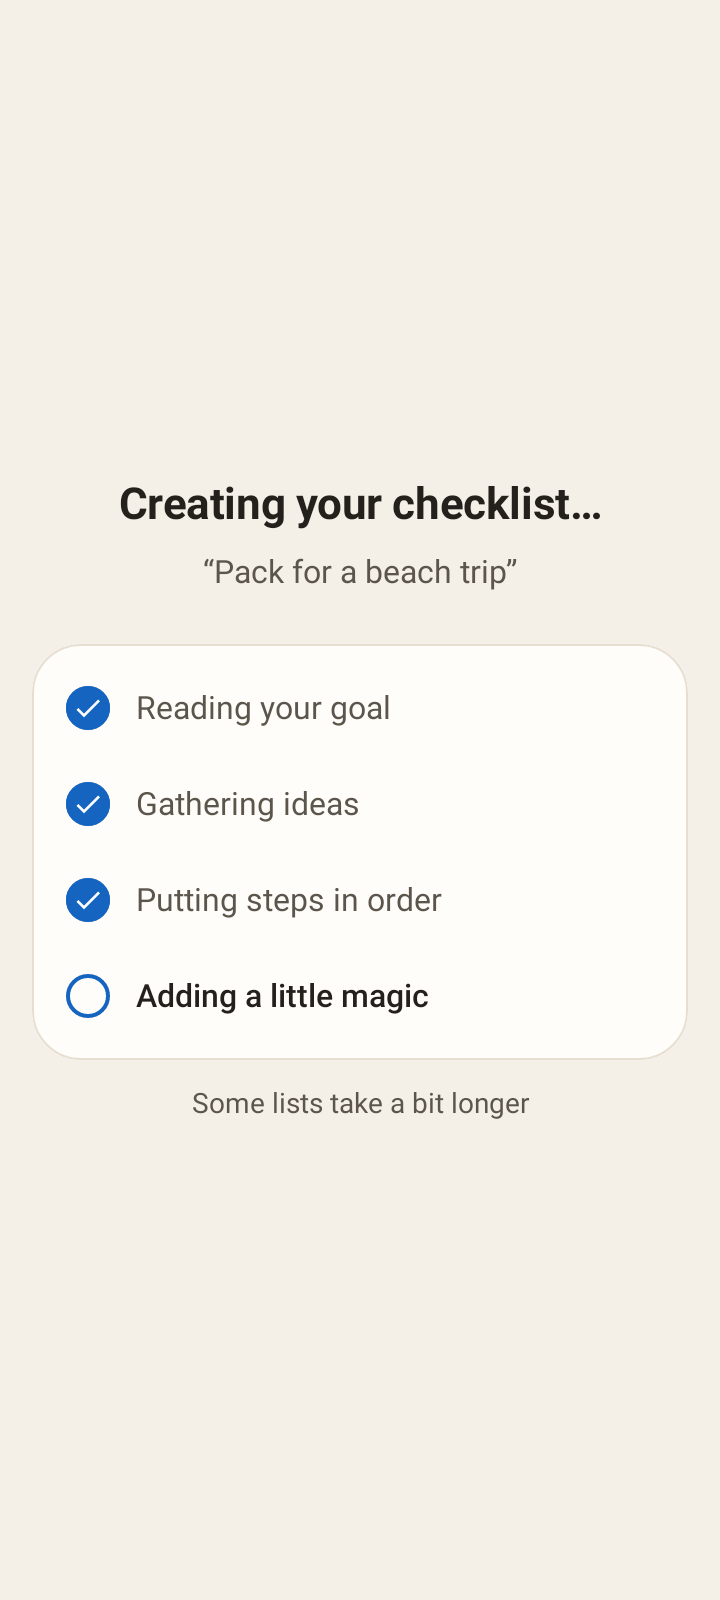 Creating your checklist…
“Pack for a beach trip”
Reading your goal
Gathering ideas
Putting steps in order
Adding a little magic
Some lists take a bit longer